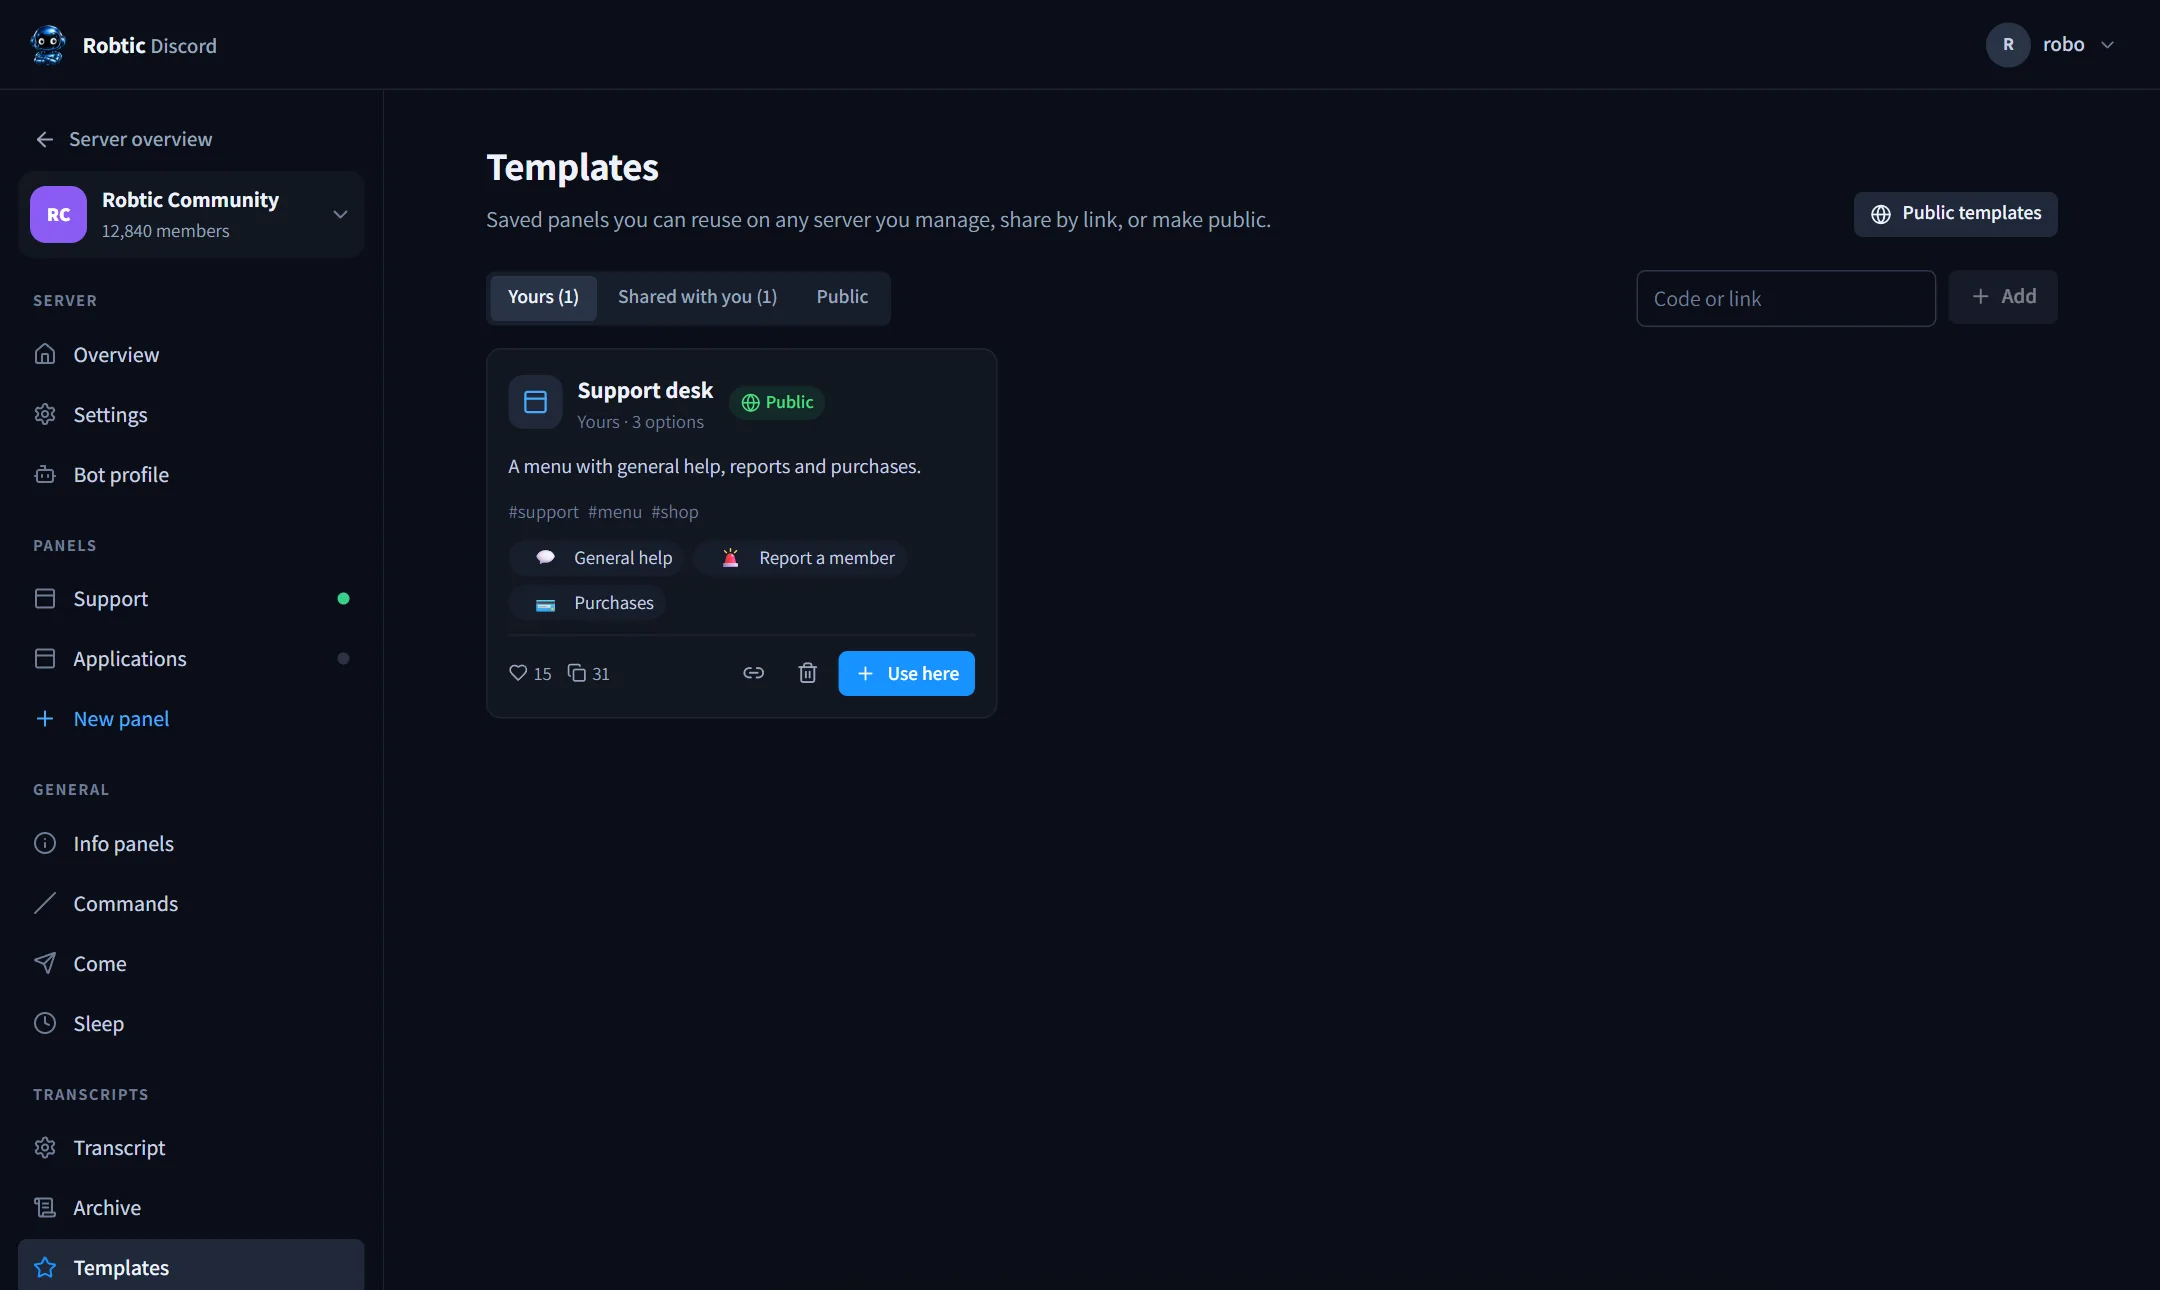 Robtic Discord
R robo
Server overview
RC Robtic Community
12,840 members
SERVER
Overview
Settings
Bot profile
PANELS
Support
Applications
New panel
GENERAL
Info panels
Commands
Come
Sleep
TRANSCRIPTS
Transcript
Archive
Templates
Templates
Saved panels you can reuse on any server you manage, share by link, or make public.
Public templates
Yours (1) Shared with you (1) Public
Code or link
Add
Support desk
Public
Yours · 3 options
A menu with general help, reports and purchases.
#support #menu #shop
General help Report a member
Purchases
15 31 Use here